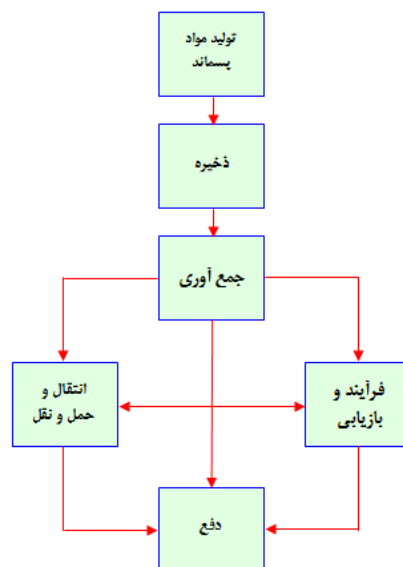 تولید مواد
پسماند
ذخیره
جمع آوری
فرآیند و
بازیابی
انتقال و
حمل و نقل
دفع